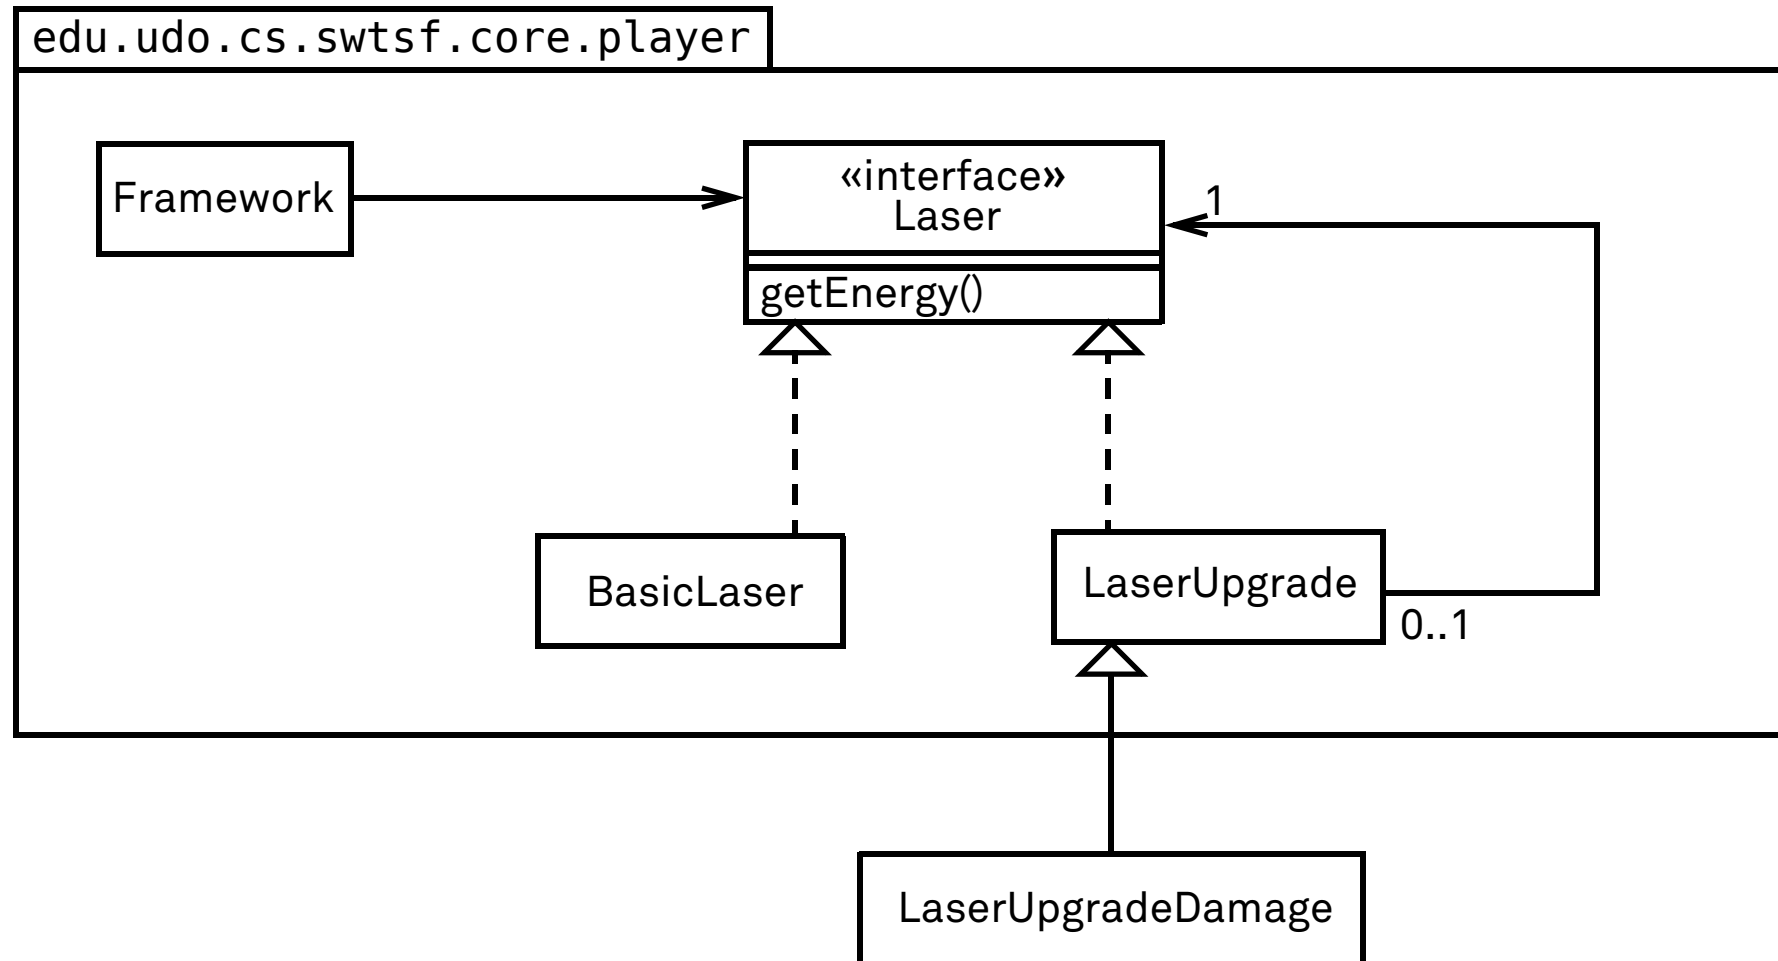 edu.udo.cs.swtsf.core.player
Framework
«interface»
Laser
1
getEnergy()
BasicLaser
LaserUpgrade
0..1
LaserUpgradeDamage